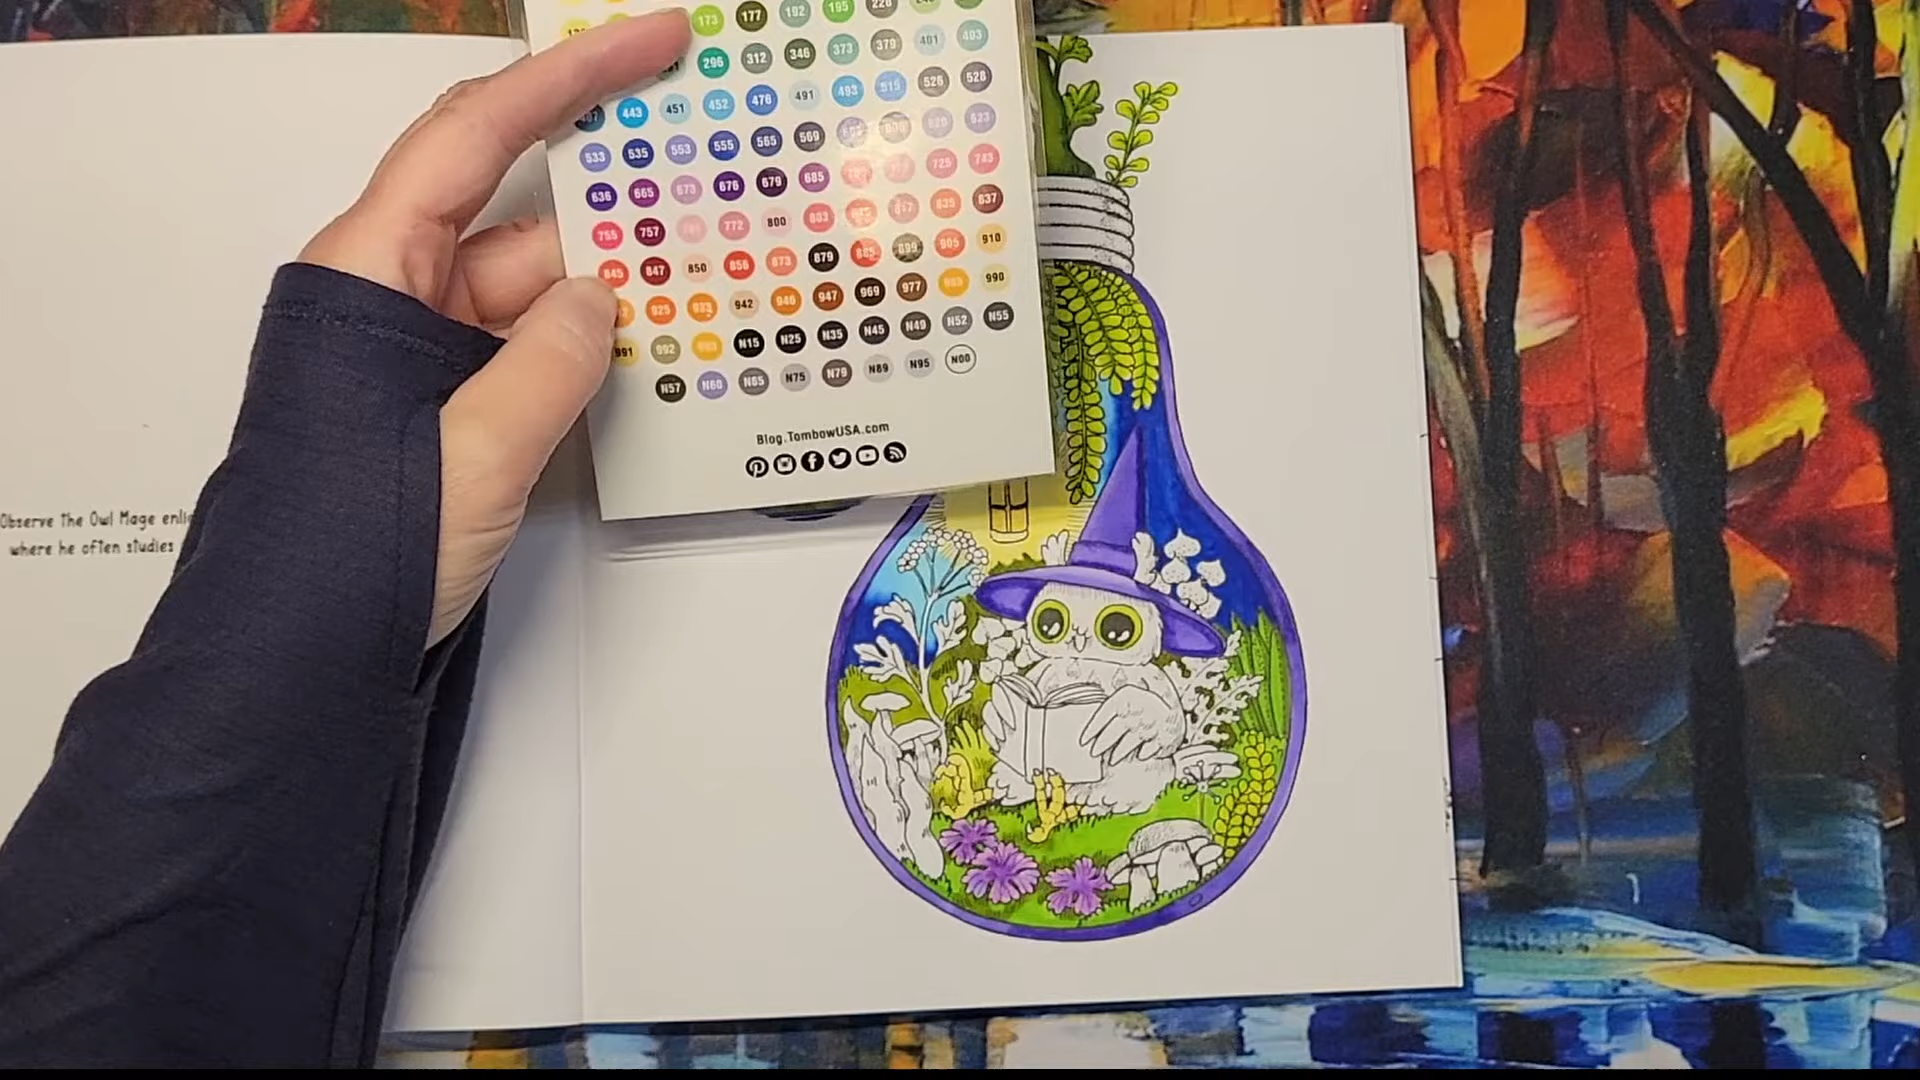 173 177 192 195
296 312 346 373 379 401 403
443 451 452 476 491 493 515 526 528
533 535 553 555 565 569 623
636 665 673 676 679 685 725 743
755 757 772 800 803 835 837
845 847 850 856 873 879 885 899 905 910
925 933 942 946 947 969 977 990
991 992 993 N15 N25 N35 N45 N49 N52 N55
N57 N60 N65 N75 N79 N89 N95 N00
Blog.TombowUSA.com
Observe The Owl Mage
where he often studies